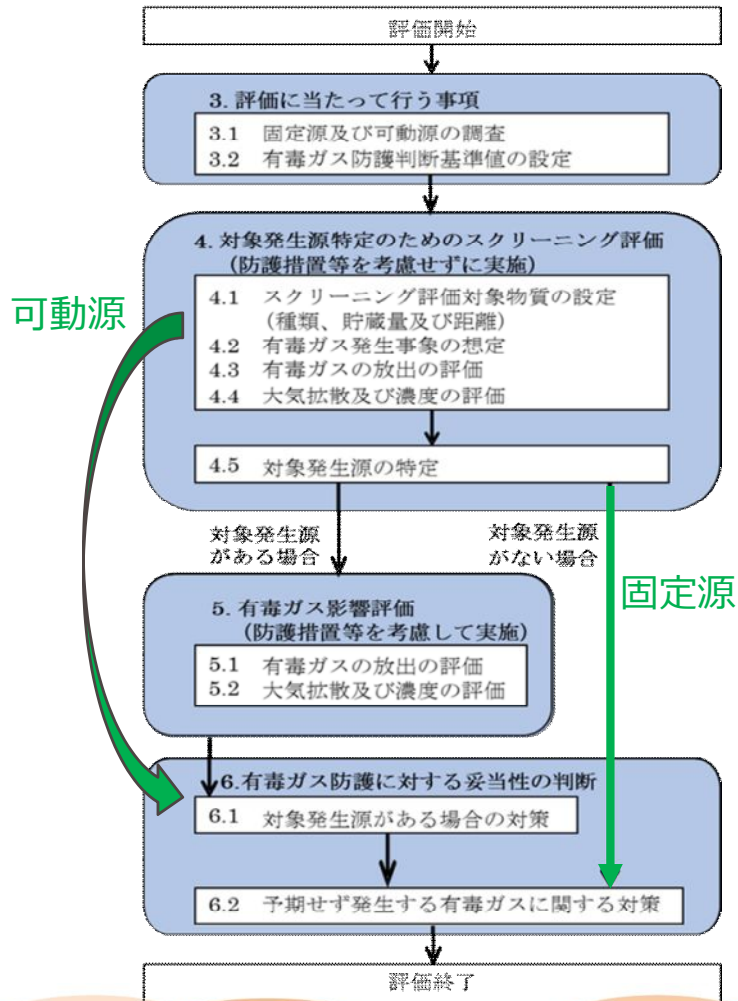 評価開始
3. 評価に当たって行う事項
3.1 固定源及び可動源の調査
3.2 有毒ガス防護判断基準値の設定
4. 対象発生源特定のためのスクリーニング評価
(防護措置等を考慮せずに実施)
可動源
4.1 スクリーニング評価対象物質の設定
(種類、貯蔵量及び距離)
4.2 有毒ガス発生事象の想定
4.3 有毒ガスの放出の評価
4.4 大気拡散及び濃度の評価
4.5 対象発生源の特定
対象発生源
がある場合
対象発生源
がない場合
固定源
5. 有毒ガス影響評価
(防護措置等を考慮して実施)
5.1 有毒ガスの放出の評価
5.2 大気拡散及び濃度の評価
6.有毒ガス防護に対する妥当性の判断
6.1 対象発生源がある場合の対策
6.2 予期せず発生する有毒ガスに関する対策
評価終了